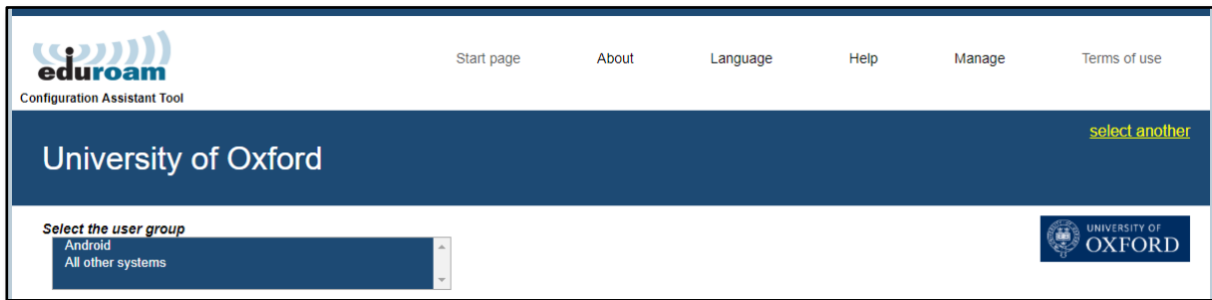 eduroam
Configuration Assistant Tool
Start page About Language Help Manage Terms of use
select another
University of Oxford
Select the user group
Android
All other systems
UNIVERSITY OF
OXFORD